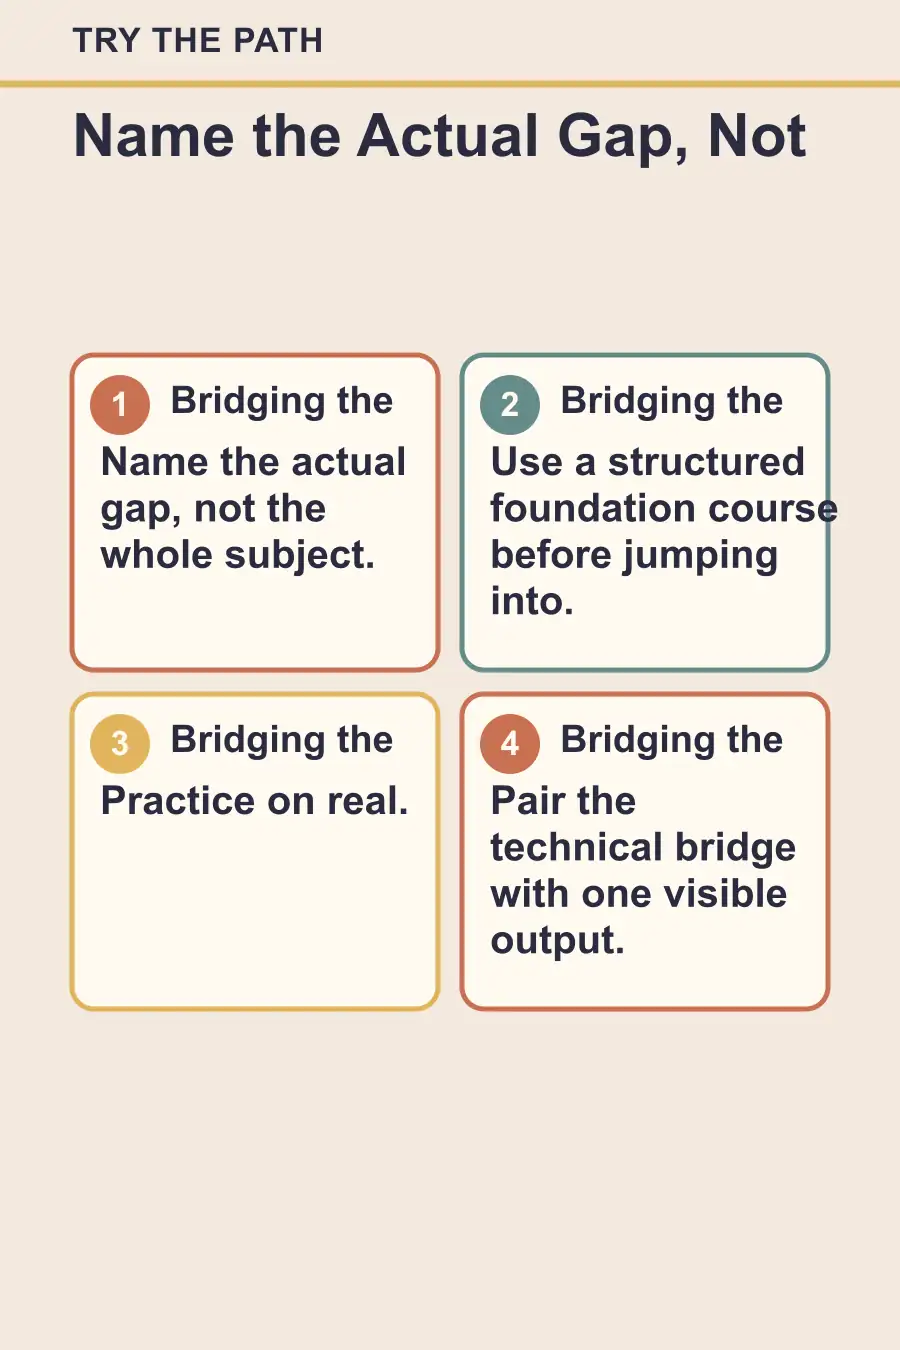 TRY THE PATH
Name the Actual Gap, Not
1
Bridging the
Name the actual
gap, not the
whole subject.
2
Bridging the
Use a structured
foundation course
before jumping
into.
3
Bridging the
Practice on real.
4
Bridging the
Pair the
technical bridge
with one visible
output.